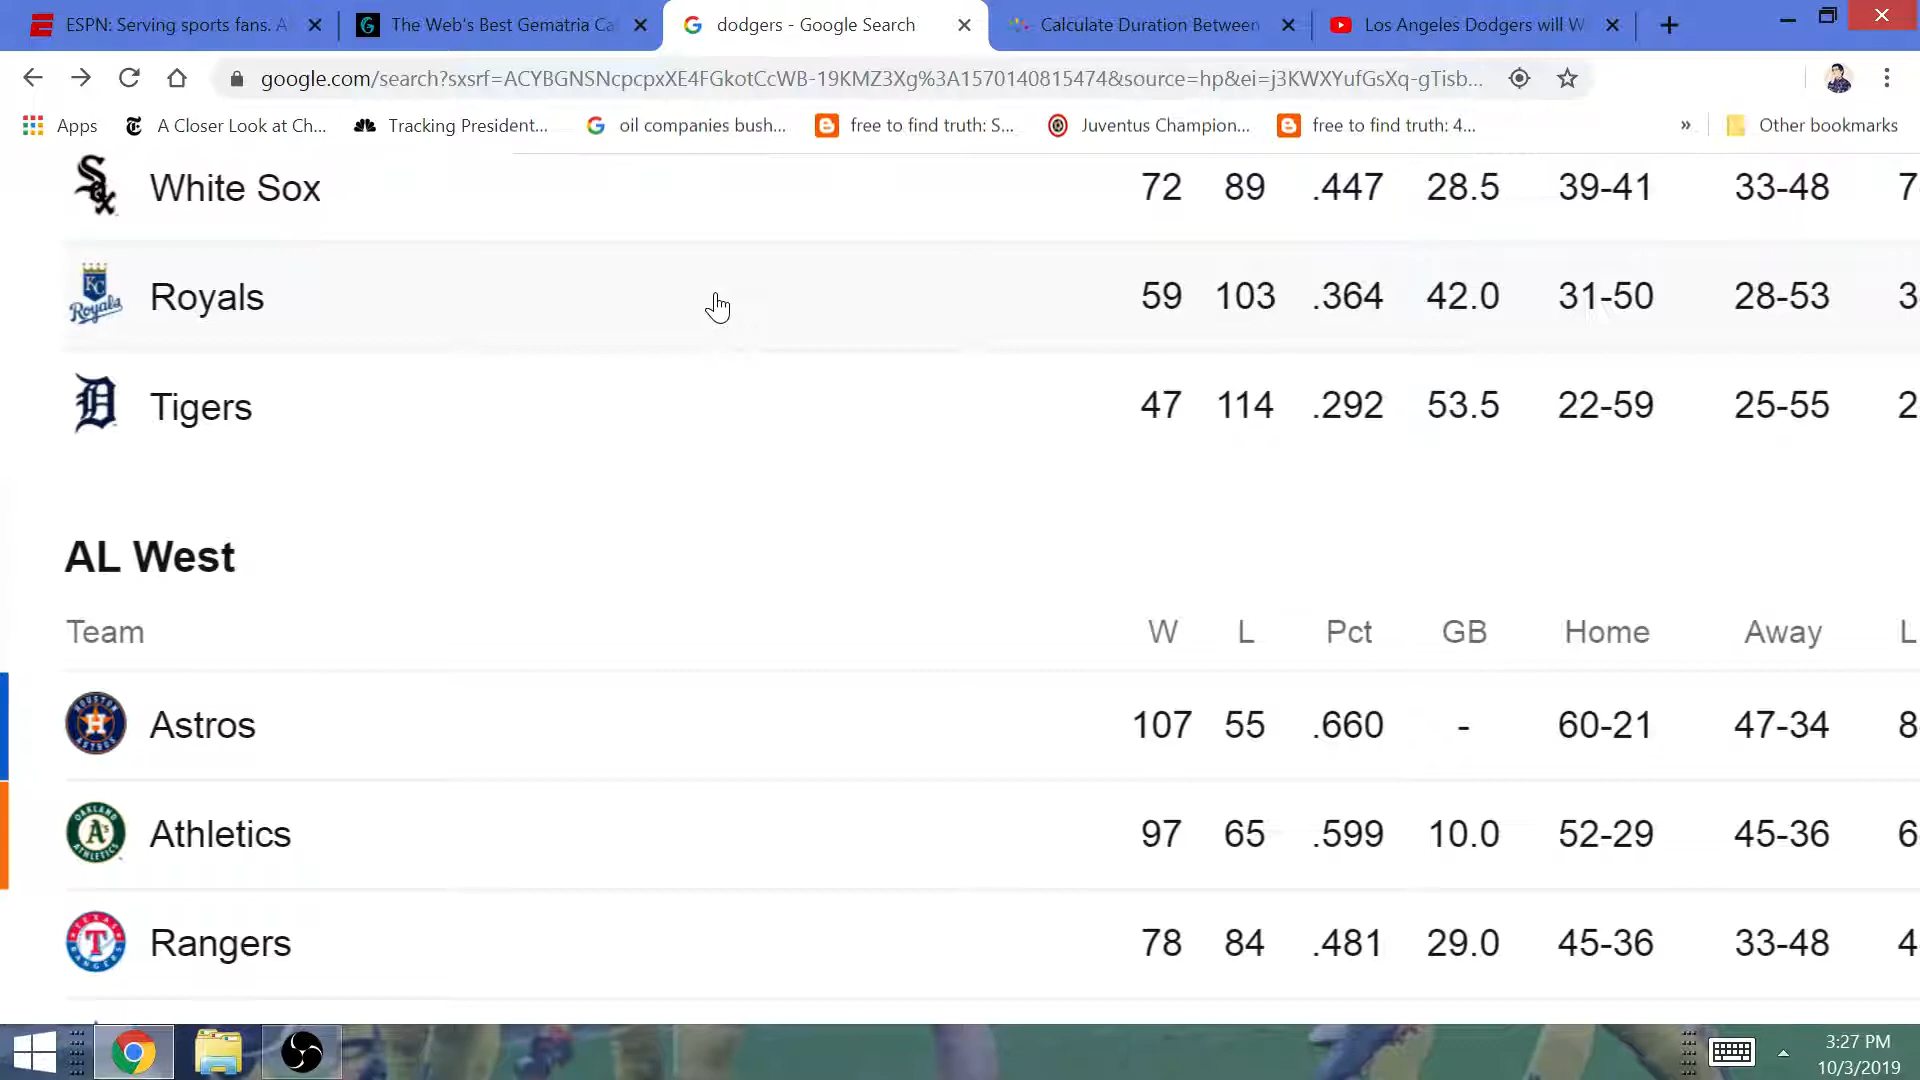 ESPN: Serving sports fans. A
The Web's Best Gematria Ca
dodgers - Google Search
Calculate Duration Between
Los Angeles Dodgers will W
google.com/search?sxsrf=ACYBGNSNcpcpxXE4FGkotCcWB-19KMZ3Xg%3A1570140815474&source=hp&ei=j3KWXYufGsXq-gTisb...
Apps
A Closer Look at Ch...
Tracking President...
oil companies bush...
free to find truth: S...
Juventus Champion...
free to find truth: 4...
»
Other bookmarks
White Sox 72 89 .447 28.5 39-41 33-48 7
Royals 59 103 .364 42.0 31-50 28-53 3
Tigers 47 114 .292 53.5 22-59 25-55 2
AL West
Team W L Pct GB Home Away L
Astros 107 55 .660 - 60-21 47-34 8
Athletics 97 65 .599 10.0 52-29 45-36 6
Rangers 78 84 .481 29.0 45-36 33-48 4
3:27 PM
10/3/2019